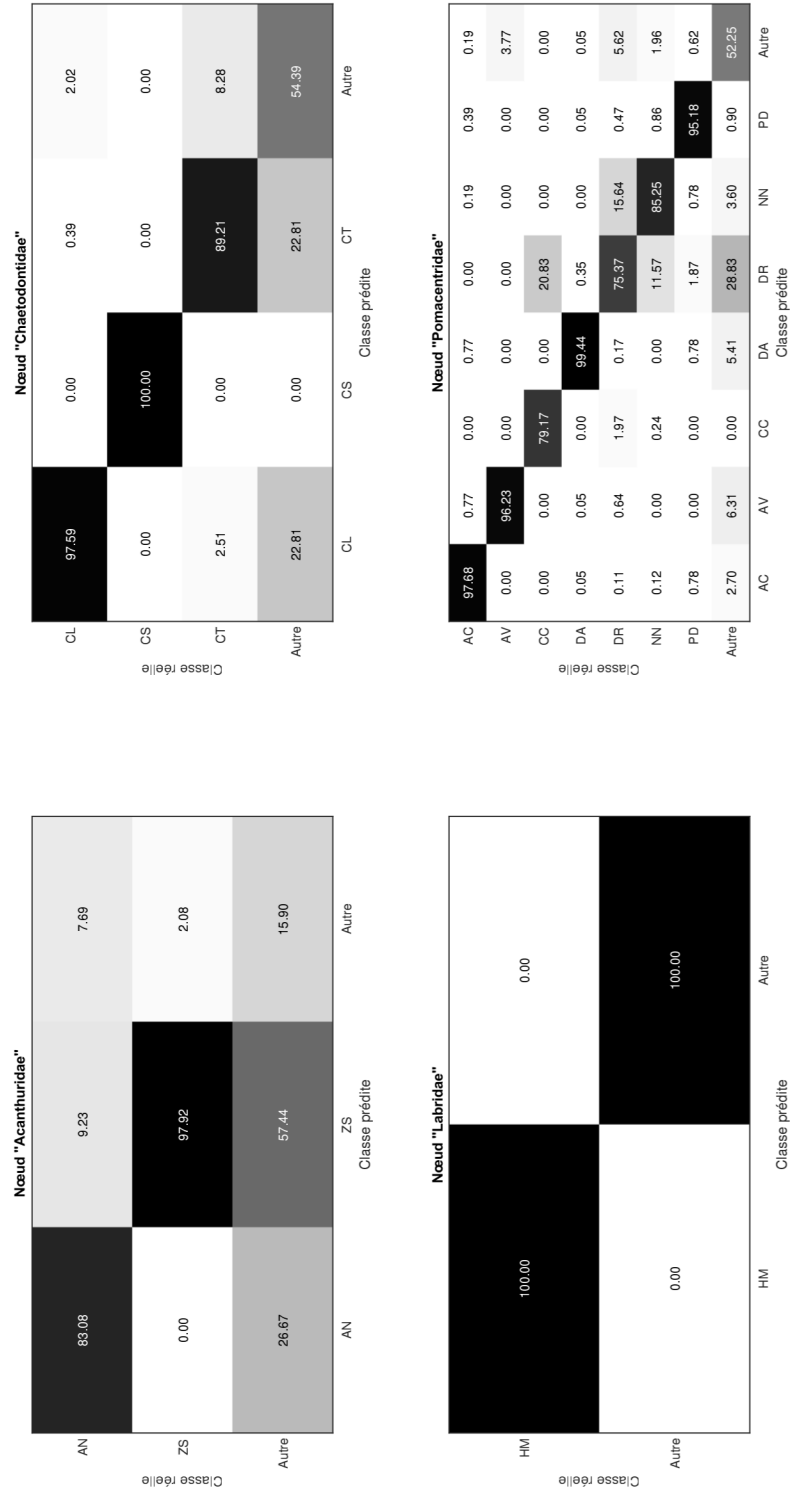 Nœud "Acanthuridae"
AN 83.08 9.23 7.69
ZS 0.00 97.92 2.08
Autre 26.67 57.44 15.90
AN ZS Autre
Classe prédite
Classe réelle
Nœud "Chaetodontidae"
CL 97.59 0.00 0.39 2.02
CS 0.00 100.00 0.00 0.00
CT 2.51 0.00 89.21 8.28
Autre 22.81 0.00 22.81 54.39
CL CS CT Autre
Classe prédite
Classe réelle
Nœud "Labridae"
HM 100.00 0.00
Autre 0.00 100.00
HM Autre
Classe prédite
Classe réelle
Nœud "Pomacentridae"
AC 97.68 0.77 0.00 0.77 0.00 0.19 0.39 0.19
AV 0.00 96.23 0.00 0.00 0.00 0.00 0.00 3.77
CC 0.00 0.00 79.17 0.00 20.83 0.00 0.00 0.00
DA 0.05 0.05 0.00 99.44 0.35 0.00 0.05 0.05
DR 0.11 0.64 1.97 0.17 75.37 15.64 0.47 5.62
NN 0.12 0.00 0.24 0.00 11.57 85.25 0.86 1.96
PD 0.78 0.00 0.00 0.78 1.87 0.78 95.18 0.62
Autre 2.70 6.31 0.00 5.41 28.83 3.60 0.90 52.25
AC AV CC DA DR NN PD Autre
Classe prédite
Classe réelle